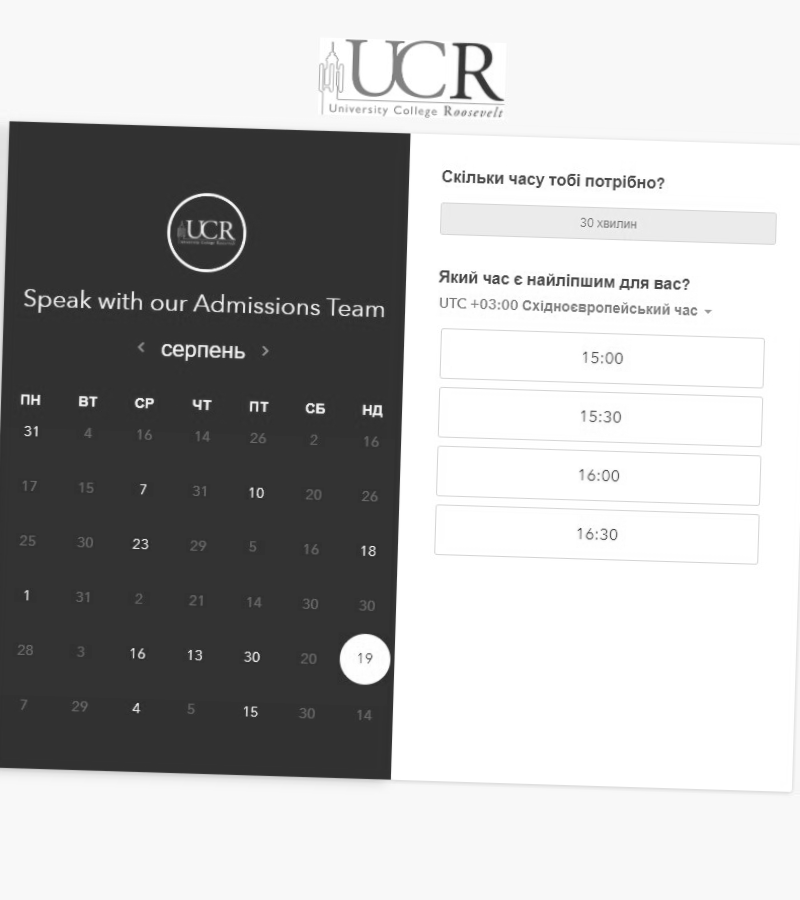 UCR
University College Roosevelt
UCR
University College Roosevelt
Speak with our Admissions Team
серпень
ПН ВТ СР ЧТ ПТ СБ НД
31 4 16 14 26 2 16
17 15 7 31 10 20 26
25 30 23 29 5 16 18
1 31 2 21 14 30 30
28 3 16 13 30 20 19
7 29 4 5 15 30 14
Скільки часу тобі потрібно?
30 хвилин
Який час є найліпшим для вас?
UTC +03:00 Східноєвропейський час
15:00
15:30
16:00
16:30